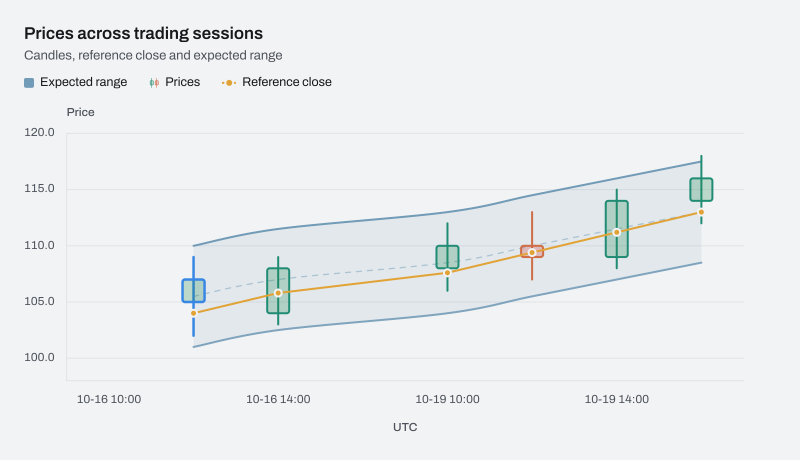 Prices across trading sessions
Candles, reference close and expected range
Expected range Prices Reference close
Price
120.0
115.0
110.0
105.0
100.0
10-16 10:00 10-16 14:00 10-19 10:00 10-19 14:00
UTC